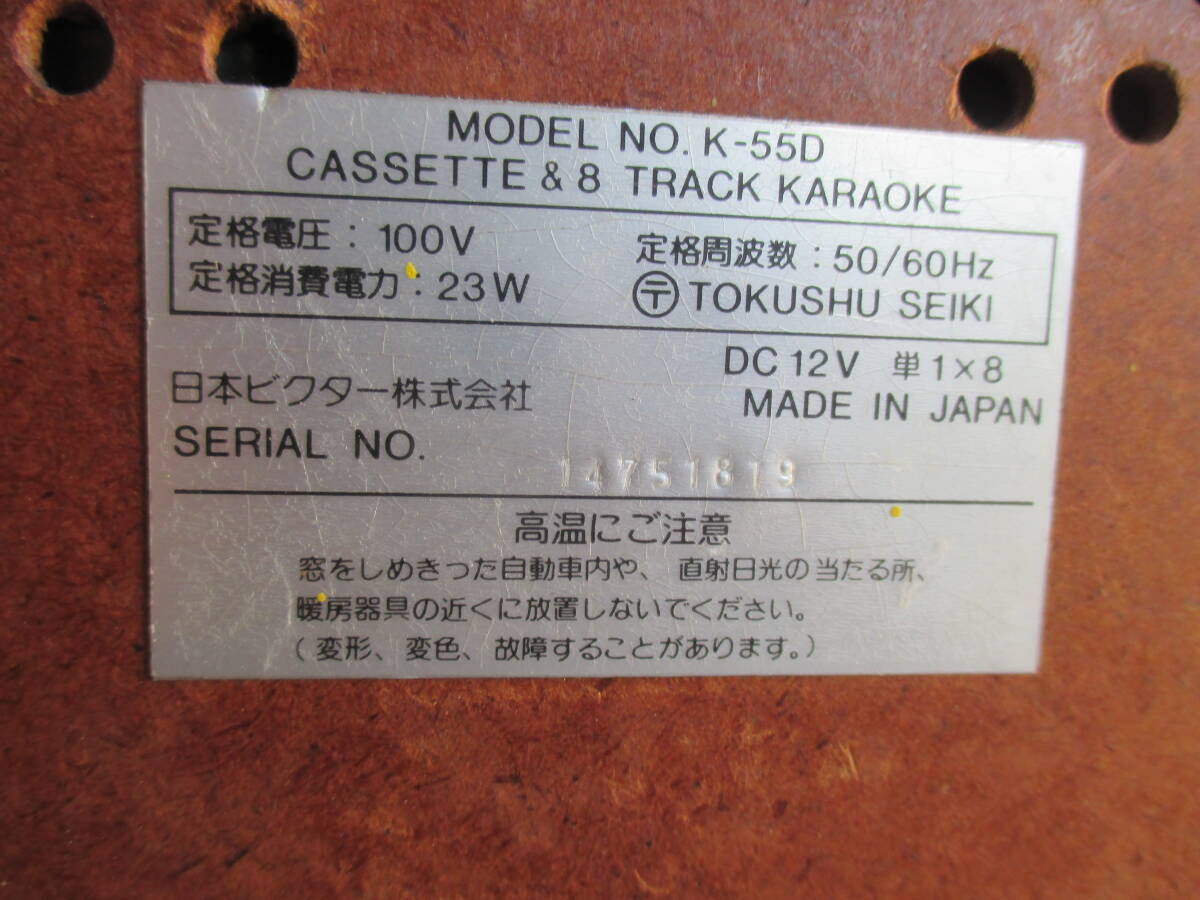 MODEL NO. K-55D
CASSETTE & 8 TRACK KARAOKE
定格電圧 : 100V
定格周波数 : 50/60Hz
定格消費電力 : 23W
〶 TOKUSHU SEIKI
DC 12V 単1×8
日本ビクター株式会社
MADE IN JAPAN
SERIAL NO. 14751819
高温にご注意
窓をしめきった自動車内や、直射日光の当たる所、
暖房器具の近くに放置しないでください。
(変形、変色、故障することがあります。)